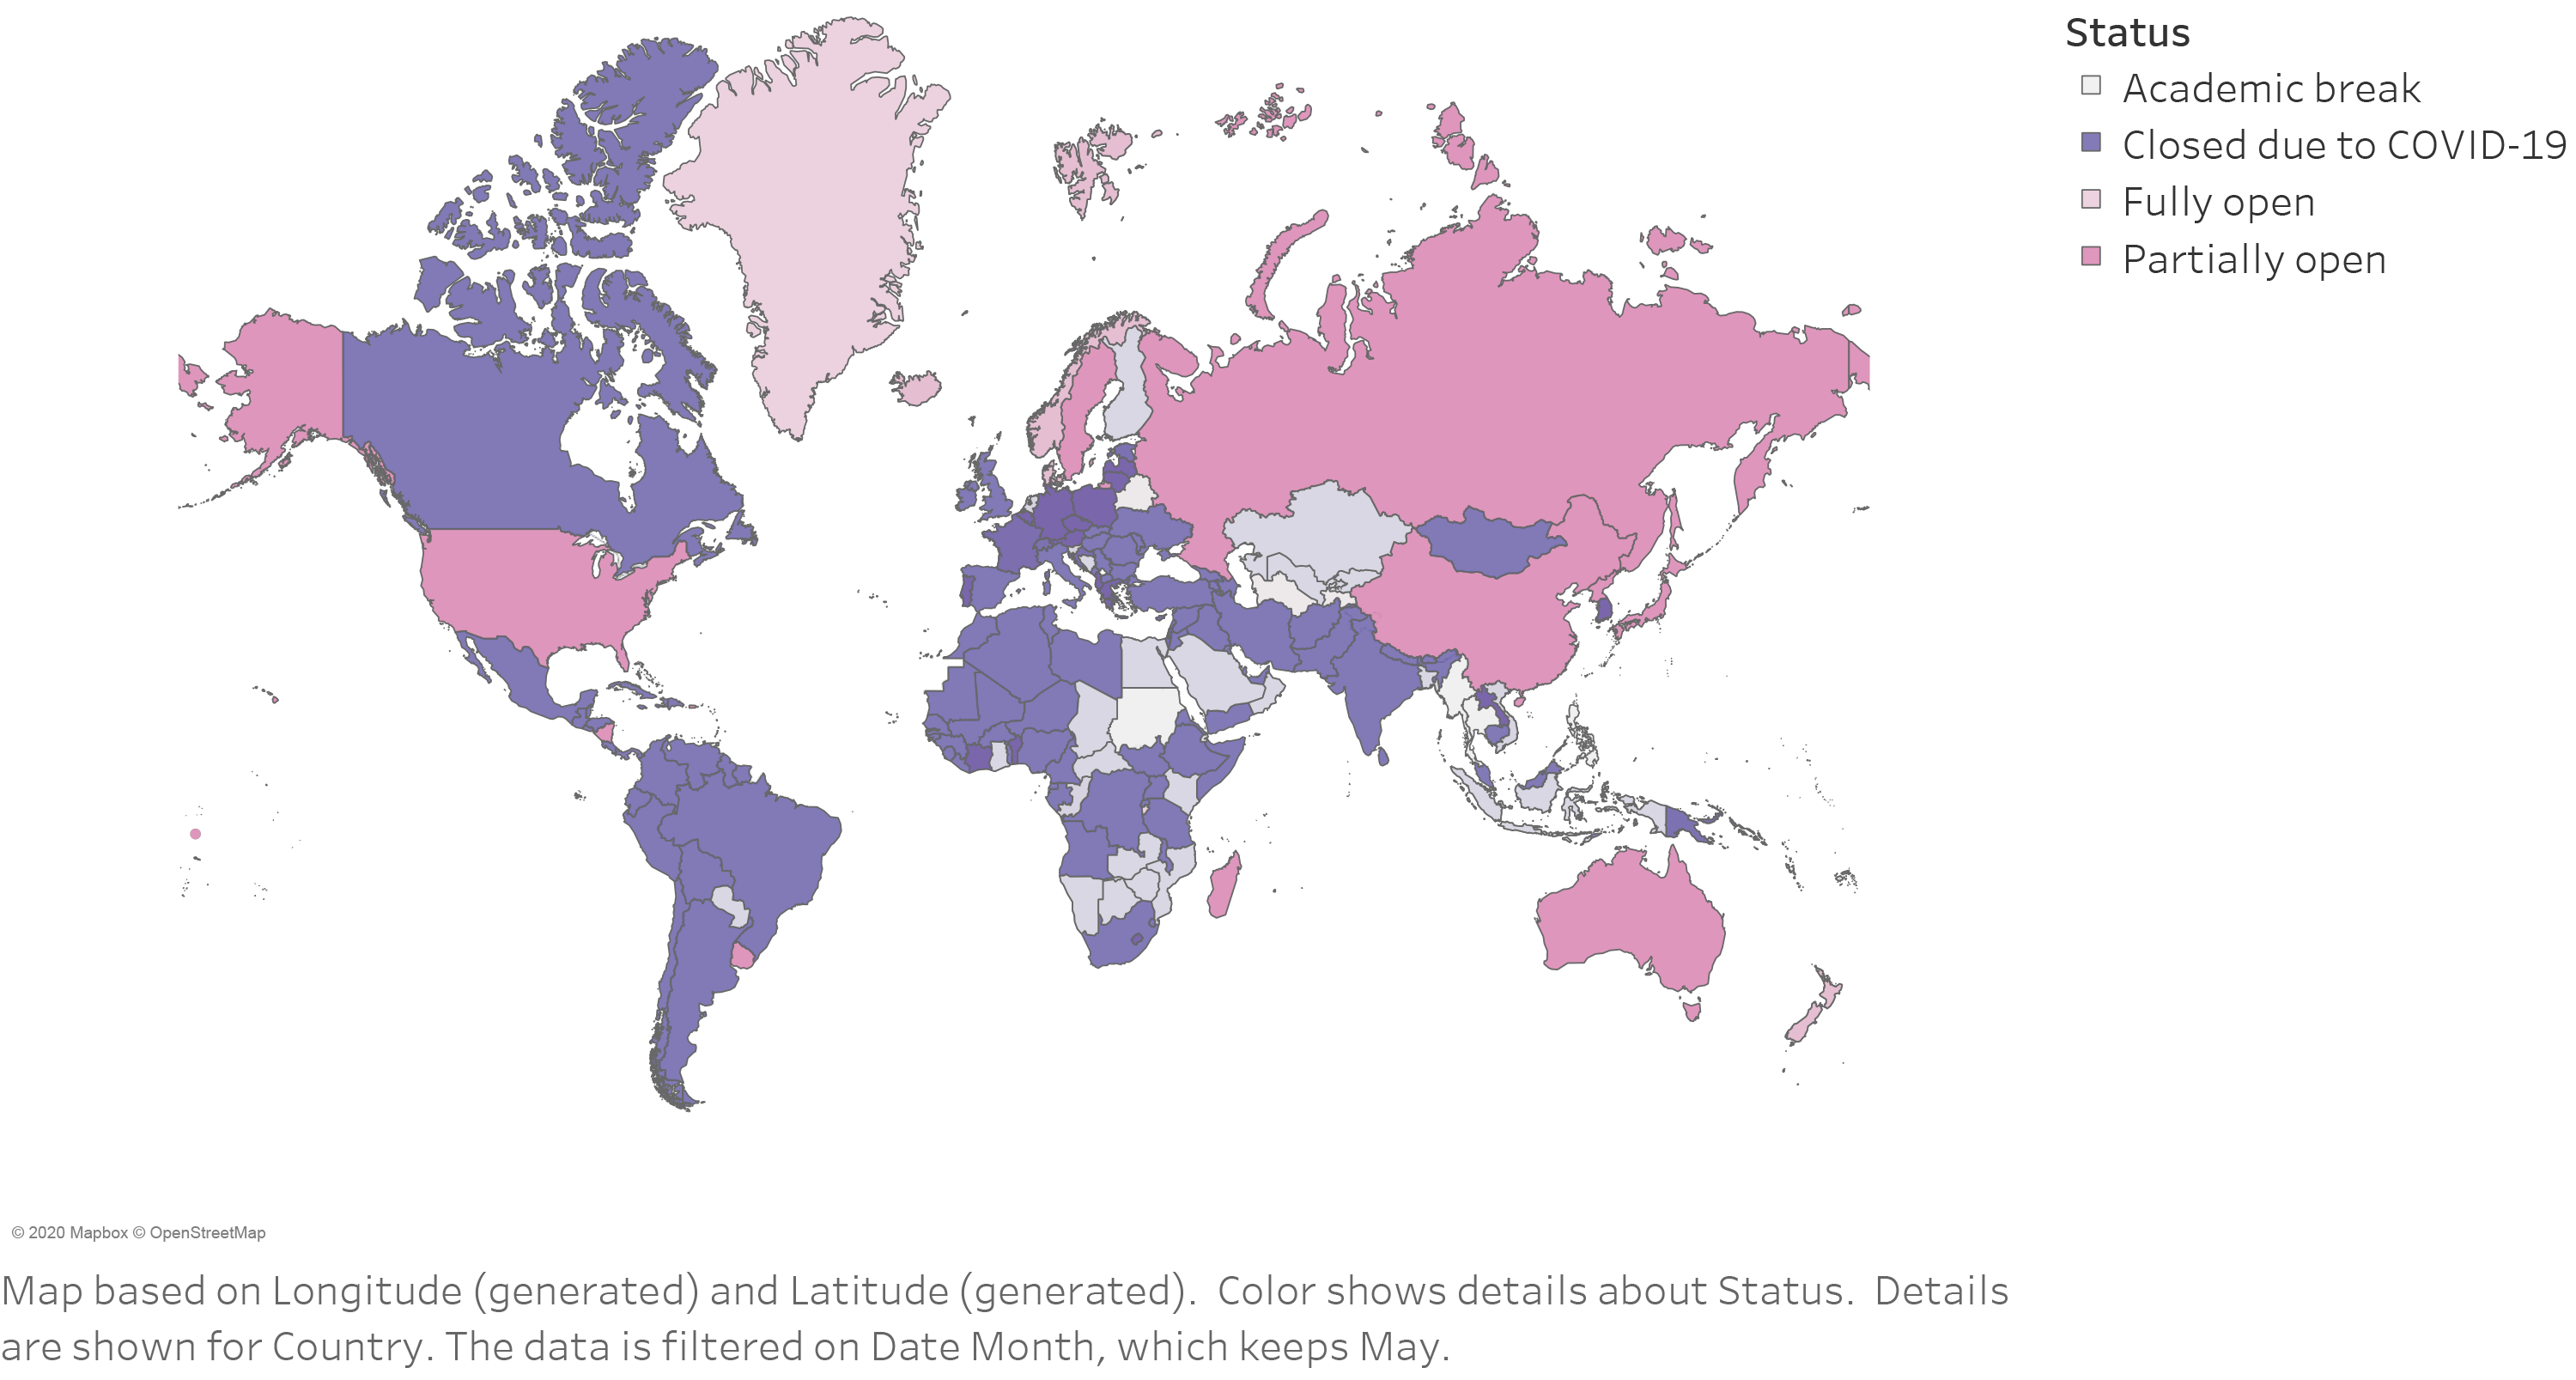 Status
Academic break
Closed due to COVID-19
Fully open
Partially open
© 2020 Mapbox © OpenStreetMap
Map based on Longitude (generated) and Latitude (generated).  Color shows details about Status.  Details
are shown for Country. The data is filtered on Date Month, which keeps May.